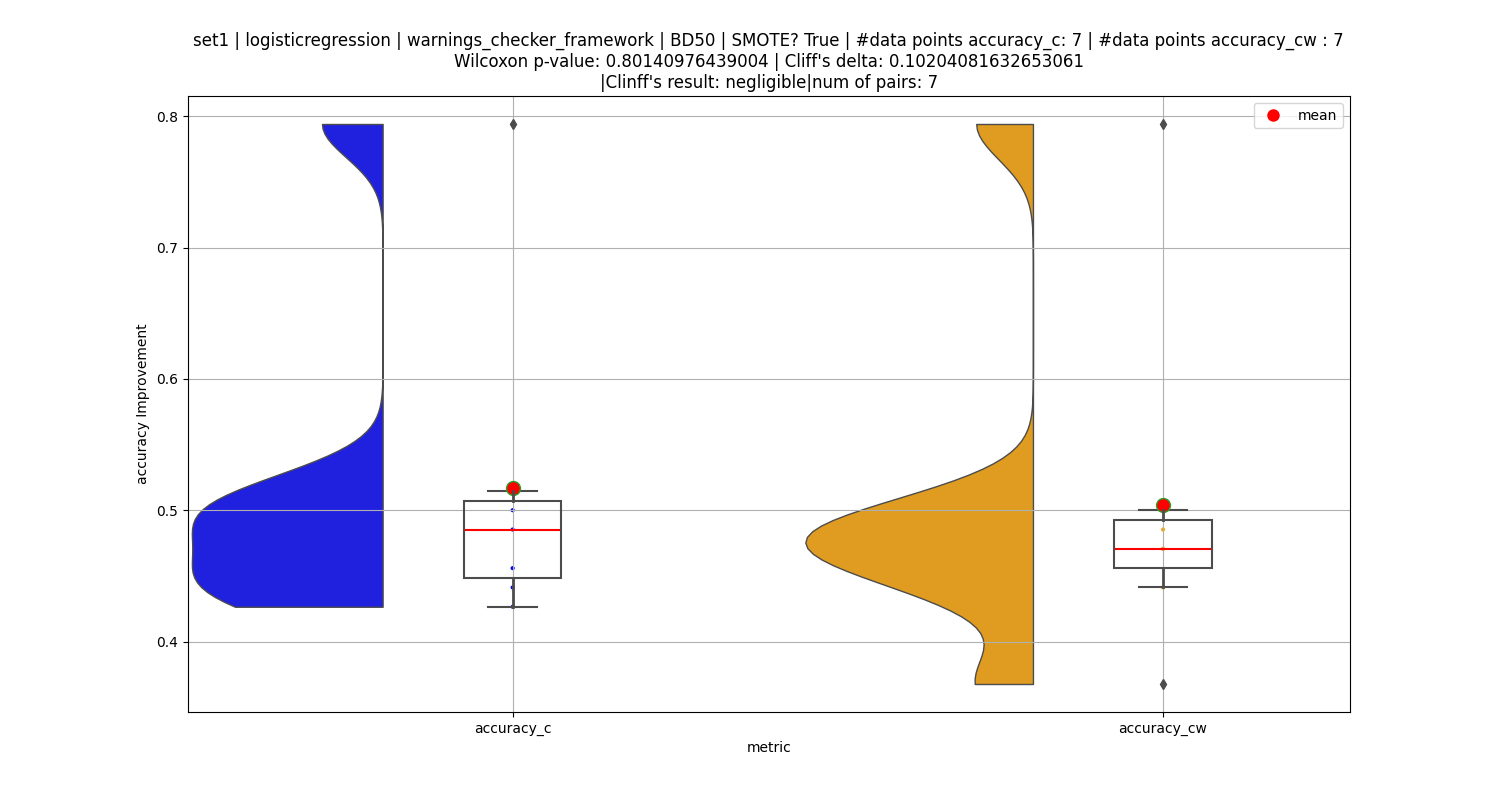 set1 | logisticregression | warnings_checker_framework | BD50 | SMOTE? True | #data points accuracy_c: 7 | #data points accuracy_cw : 7
Wilcoxon p-value: 0.80140976439004 | Cliff's delta: 0.10204081632653061
|Clinff's result: negligible|num of pairs: 7
mean
0.8
0.7
0.6
0.5
0.4
accuracy Improvement
accuracy_c
accuracy_cw
metric